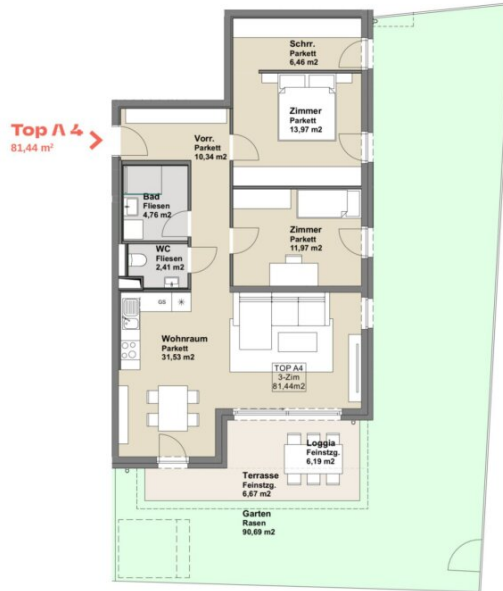 Schrr.
Parkett
6,46 m2
Zimmer
Parkett
13,97 m2
Top A 4
81,44 m²
Vorr.
Parkett
10,34 m2
Bad
Fliesen
4,76 m2
Zimmer
Parkett
11,97 m2
WC
Fliesen
2,41 m2
GS
Wohnraum
Parkett
31,53 m2
TOP A4
3-Zim
81,44m2
Loggia
Feinstzg.
6,19 m2
Terrasse
Feinstzg.
6,67 m2
Garten
Rasen
90,69 m2